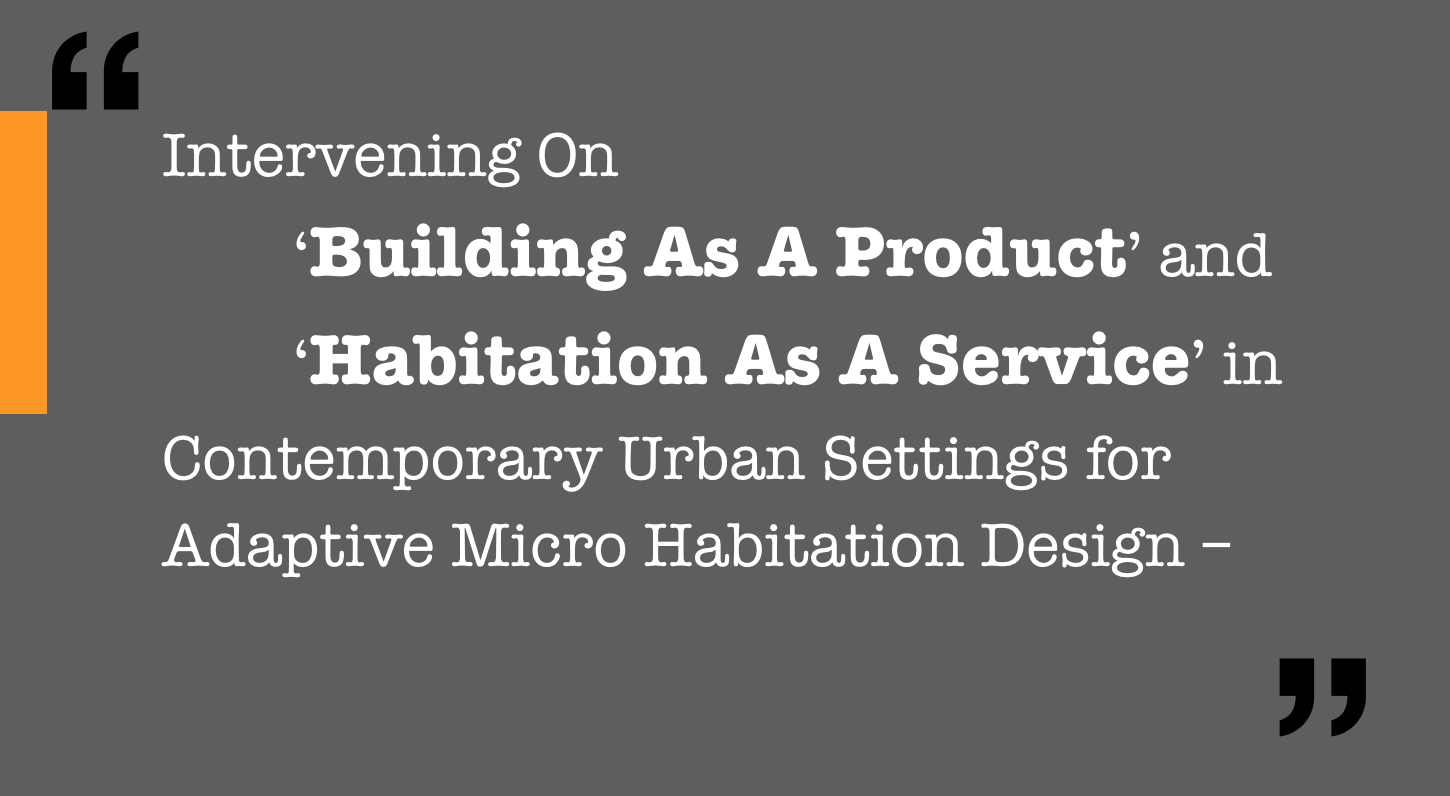 “
Intervening On
‘Building As A Product’ and
‘Habitation As A Service’ in
Contemporary Urban Settings for
Adaptive Micro Habitation Design –
”